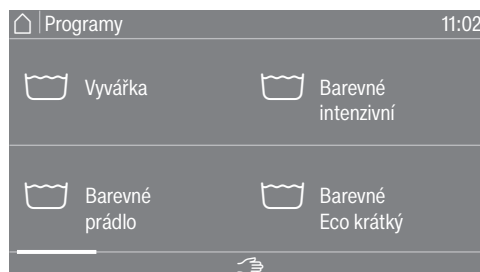 Programy 11:02
Vyvářka
Barevné
intenzivní
Barevné
prádlo
Barevné
Eco krátký